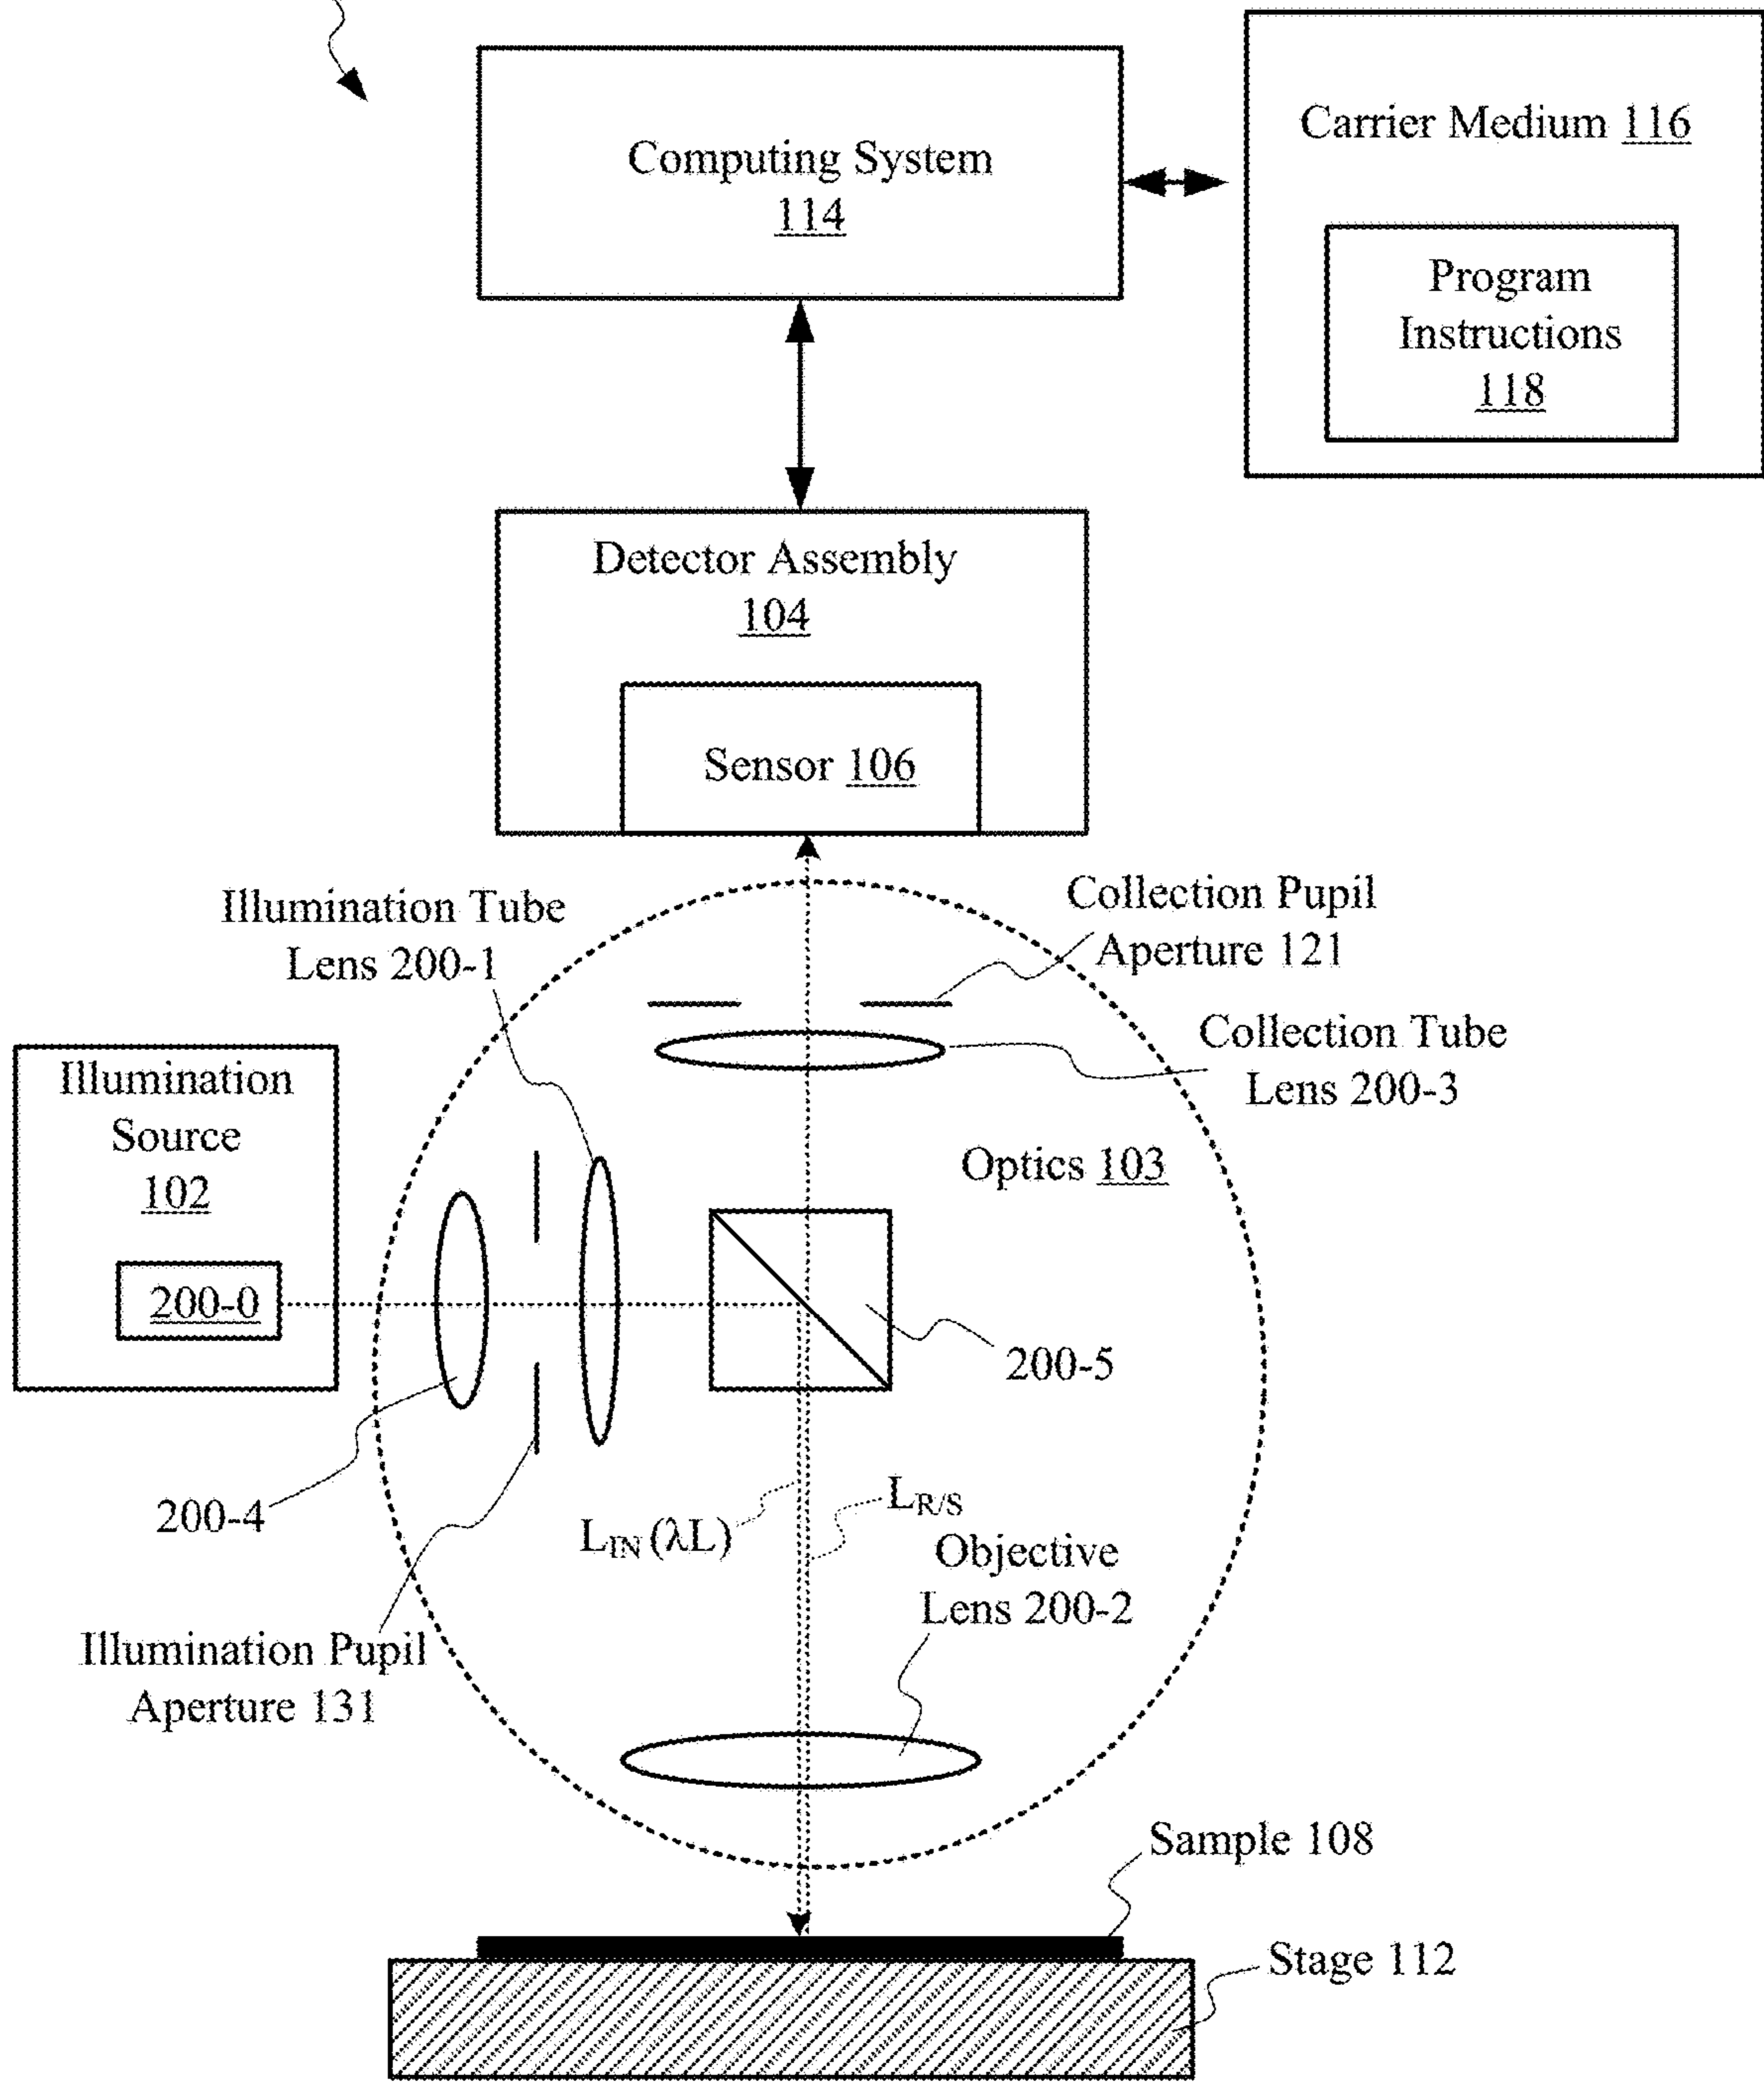 Computing System
114
Carrier Medium 116
Program
Instructions
118
Detector Assembly
104
Sensor 106
Illumination Tube
Lens 200-1
Collection Pupil
Aperture 121
Collection Tube
Lens 200-3
Illumination
Source
102
200-0
Optics 103
200-5
200-4
L_IN (λL)
L_R/S
Objective
Lens 200-2
Illumination Pupil
Aperture 131
Sample 108
Stage 112